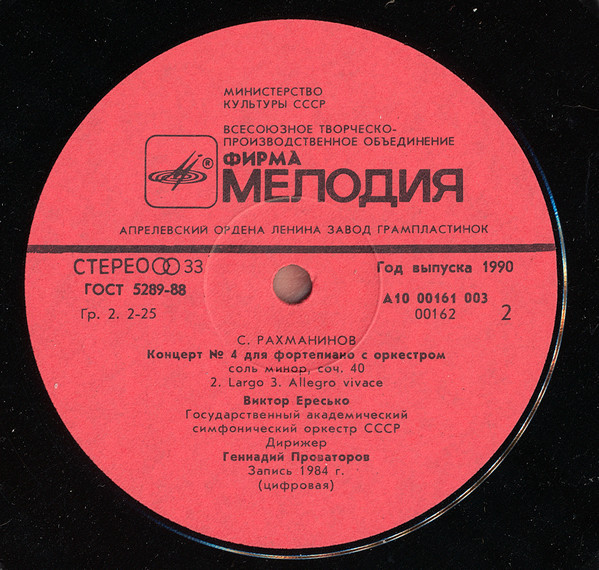 МИНИСТЕРСТВО
КУЛЬТУРЫ СССР
ВСЕСОЮЗНОЕ ТВОРЧЕСКО-
ПРОИЗВОДСТВЕННОЕ ОБЪЕДИНЕНИЕ
ФИРМА
® МЕЛОДИЯ
АПРЕЛЕВСКИЙ ОРДЕНА ЛЕНИНА ЗАВОД ГРАМПЛАСТИНОК
СТЕРЕО 33 Год выпуска 1990
ГОСТ 5289-88 А10 00161 003
Гр. 2. 2-25 00162 2
С. РАХМАНИНОВ
Концерт № 4 для фортепиано с оркестром
соль минор, соч. 40
2. Largo 3. Allegro vivace
Виктор Ересько
Государственный академический
симфонический оркестр СССР
Дирижер
Геннадий Проваторов
Запись 1984 г.
(цифровая)